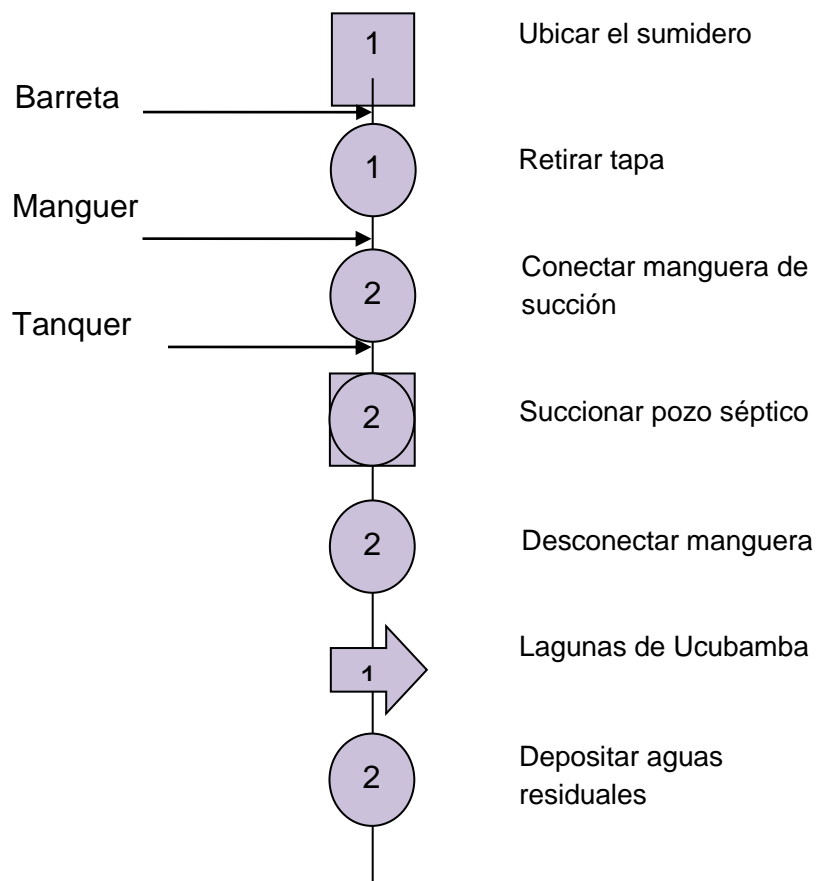 1
Ubicar el sumidero
Barreta
1
Retirar tapa
Manguer
2
Conectar manguera de
succión
Tanquer
2
Succionar pozo séptico
2
Desconectar manguera
1
Lagunas de Ucubamba
2
Depositar aguas
residuales